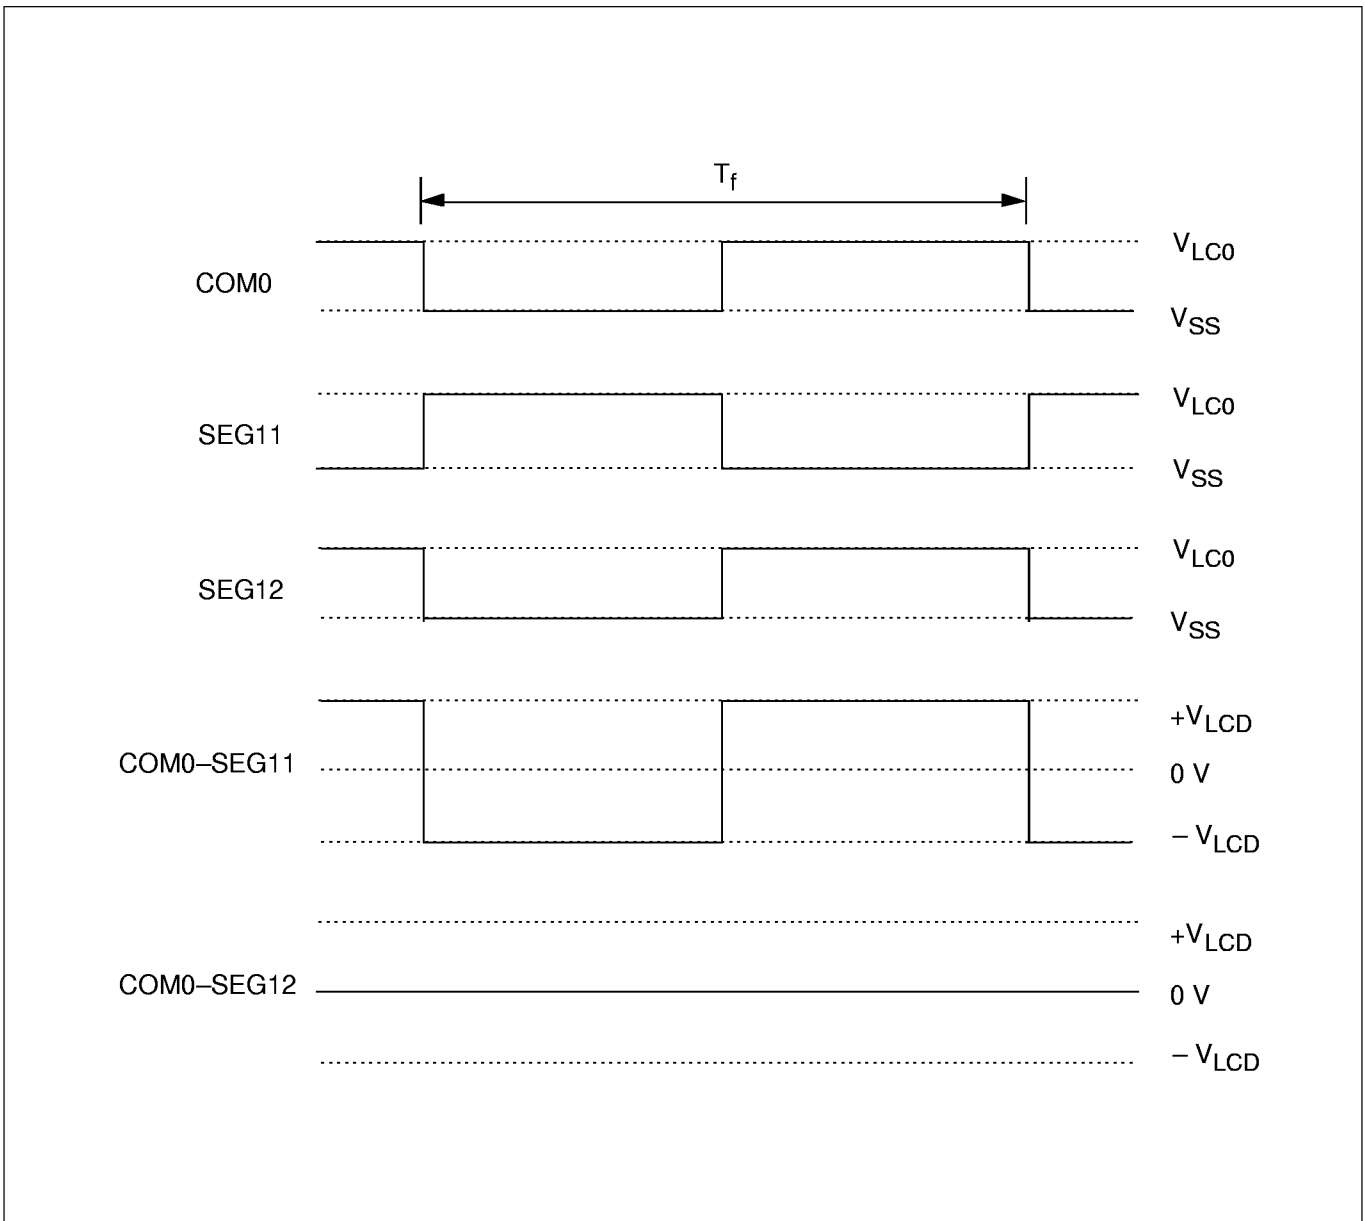 Tf
COM0
VLC0
VSS
SEG11
VLC0
VSS
SEG12
VLC0
VSS
COM0–SEG11
+VLCD
0 V
– VLCD
COM0–SEG12
+VLCD
0 V
– VLCD